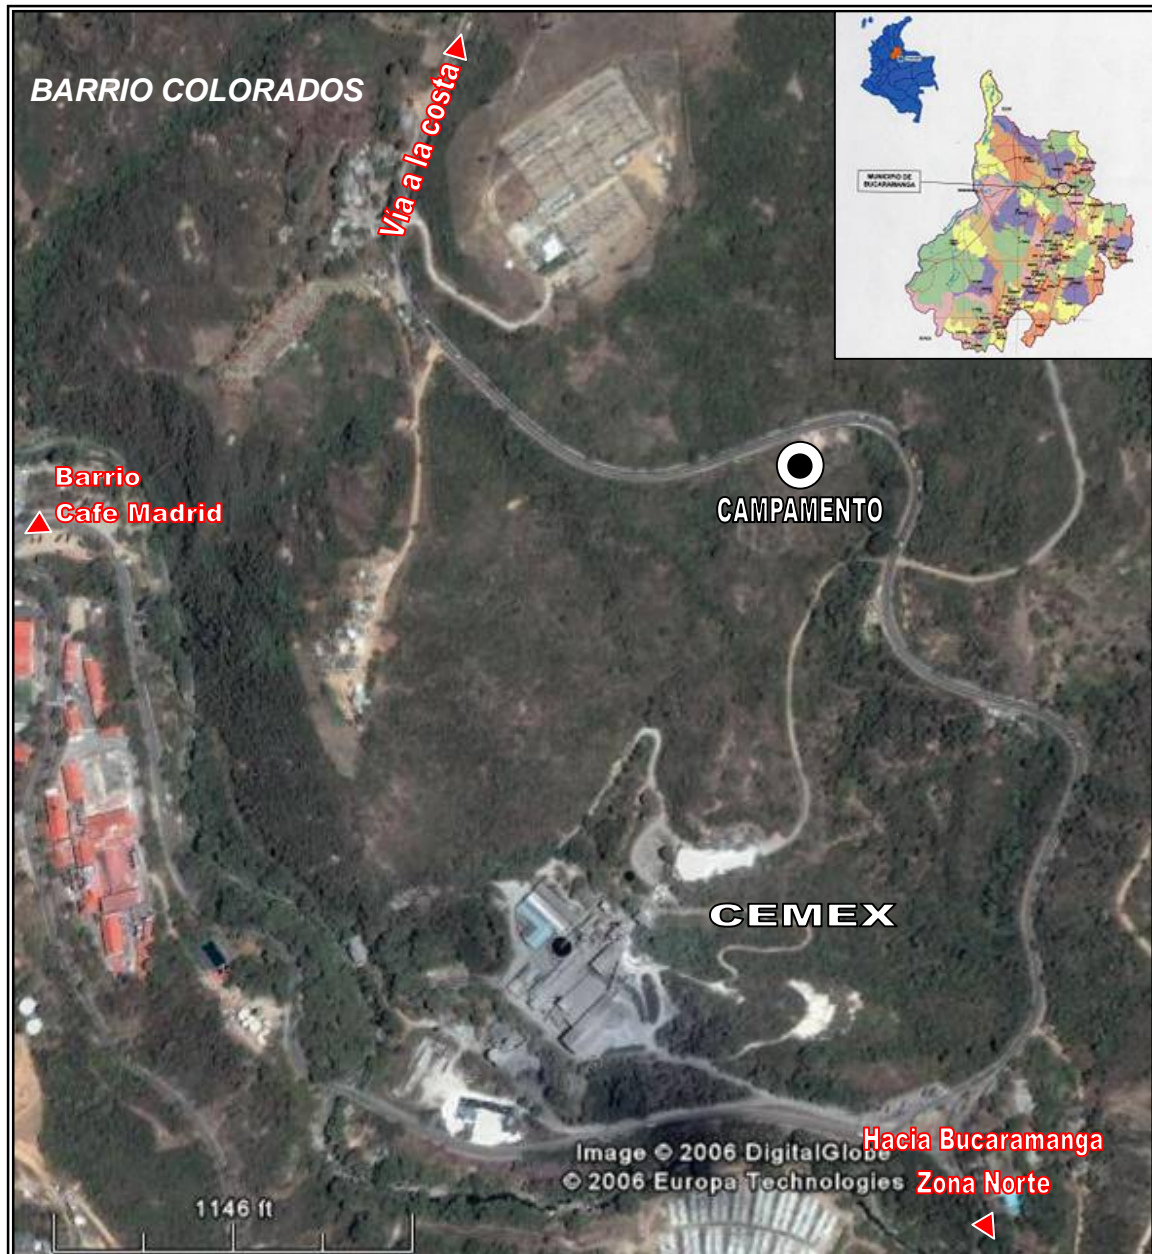 BARRIO COLORADOS
Vía a la costa
MUNICIPIO DE
BUCARAMANGA
Barrio
Cafe Madrid
CAMPAMENTO
CEMEX
Hacia Bucaramanga
Zona Norte
Image © 2006 DigitalGlobe
© 2006 Europa Technologies
1146 ft